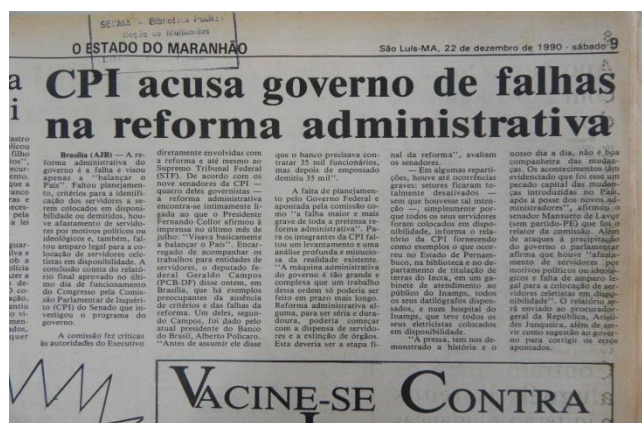 SECMA - Biblioteca Pública
O ESTADO DO MARANHÃO
São Luís-MA, 22 de dezembro de 1990 - sábado 9
CPI acusa governo de falhas
na reforma administrativa
Brasília (AJB) — A re-
forma administrativa do
governo é falha e visou
apenas a "balançar o
País". Faltou planejamen-
to, critérios para a identifi-
cação dos servidores a se-
rem colocados em disponi-
bilidade ou demitidos, hou-
ve afastamento de servido-
res por motivos políticos ou
ideológicos e, também, fal-
tou amparo legal para a co-
locação de servidores cele-
tistas em disponibilidade. A
conclusão consta do relató-
rio final aprovado no últi-
mo dia de funcionamento
do Congresso pela Comis-
são Parlamentar de Inquéri-
to (CPI) do Senado que in-
vestigou o programa do
governo.
A comissão fez críticas
às autoridades do Executivo
diretamente envolvidas com
a reforma e até mesmo ao
Supremo Tribunal Federal
(STF). De acordo com os
nove senadores da CPI —
quatro deles governistas —
a reforma administrativa
encontra-se intimamente li-
gada ao que o Presidente
Fernando Collor afirmou à
imprensa no último mês de
julho: "Visava basicamente
a balançar o País". Encar-
regado de acompanhar os
trabalhos para entidades de
servidores, o deputado fe-
deral Geraldo Campos
(PCB-DF) disse ontem, em
Brasília, que há exemplos
preocupantes da ausência
de critérios e das falhas da
reforma. Um deles, segun-
do Campos, foi dado pelo
atual presidente do Banco
do Brasil, Alberto Policaro.
"Antes de assumir ele disse
que o banco precisava con-
tratar 35 mil funcionários,
mas depois de empossado
demitiu 35 mil".
A falta de planejamen-
to pelo Governo Federal é
apontada pela comissão co-
mo "a falha maior e mais
grave de toda a pretensa re-
forma administrativa". Pa-
ra os integrantes da CPI fal-
tou um levantamento e uma
análise profunda e minucio-
sa da realidade existente.
"A máquina administrativa
do governo é tão grande e
complexa que um trabalho
dessa ordem só poderia ser
feito em prazo mais longo.
Reforma administrativa al-
guma, para ser séria e dura-
doura, poderia começar
com a dispensa de servido-
res e a extinção de órgãos.
Esta deveria ser a etapa fi-
nal da reforma", avaliam
os senadores.
— Em algumas reparti-
ções, houve até ocorrências
graves: setores ficaram to-
talmente desativados —
sem que houvesse tal inten-
ção —, simplesmente por-
que todos os seus servidores
foram colocados em dispo-
nibilidade, informa o rela-
tório da CPI fornecendo
como exemplos o que ocor-
reu no Estado de Pernam-
buco, na biblioteca e no de-
partamento de titulação de
terras do Incra, em um ga-
binete de atendimento ao
público do Inamps, todos
os seus datilógrafos dispen-
sados, e num hospital do
Inamps, que teve todos os
seus eletricistas colocados
em disponibilidade.
"A pressa, tem nos de-
monstrado a história e o
nosso dia a dia, não é boa
companheira das mudan-
ças. Os acontecimentos têm
evidenciado que foi esse um
pecado capital das mudan-
ças introduzidas no País,
após a posse dos novos ad-
ministradores", afirmou o
senador Mansueto de Lavor
(sem partido-PE) que foi o
relator da comissão. Além
de ataques à precipitação
do governo o parlamentar
afirma que houve "afasta-
mento de servidores por
motivos políticos ou ideoló-
gicos e falta de amparo le-
gal para a colocação de ser-
vidores celetistas em dispo-
nibilidade". O relatório se-
rá enviado ao procurador-
geral da República, Aristi-
des Junqueira, além de ser-
vir como sugestão ao gover-
no para corrigir os erros
apontados.
VACINE-SE CONTRA